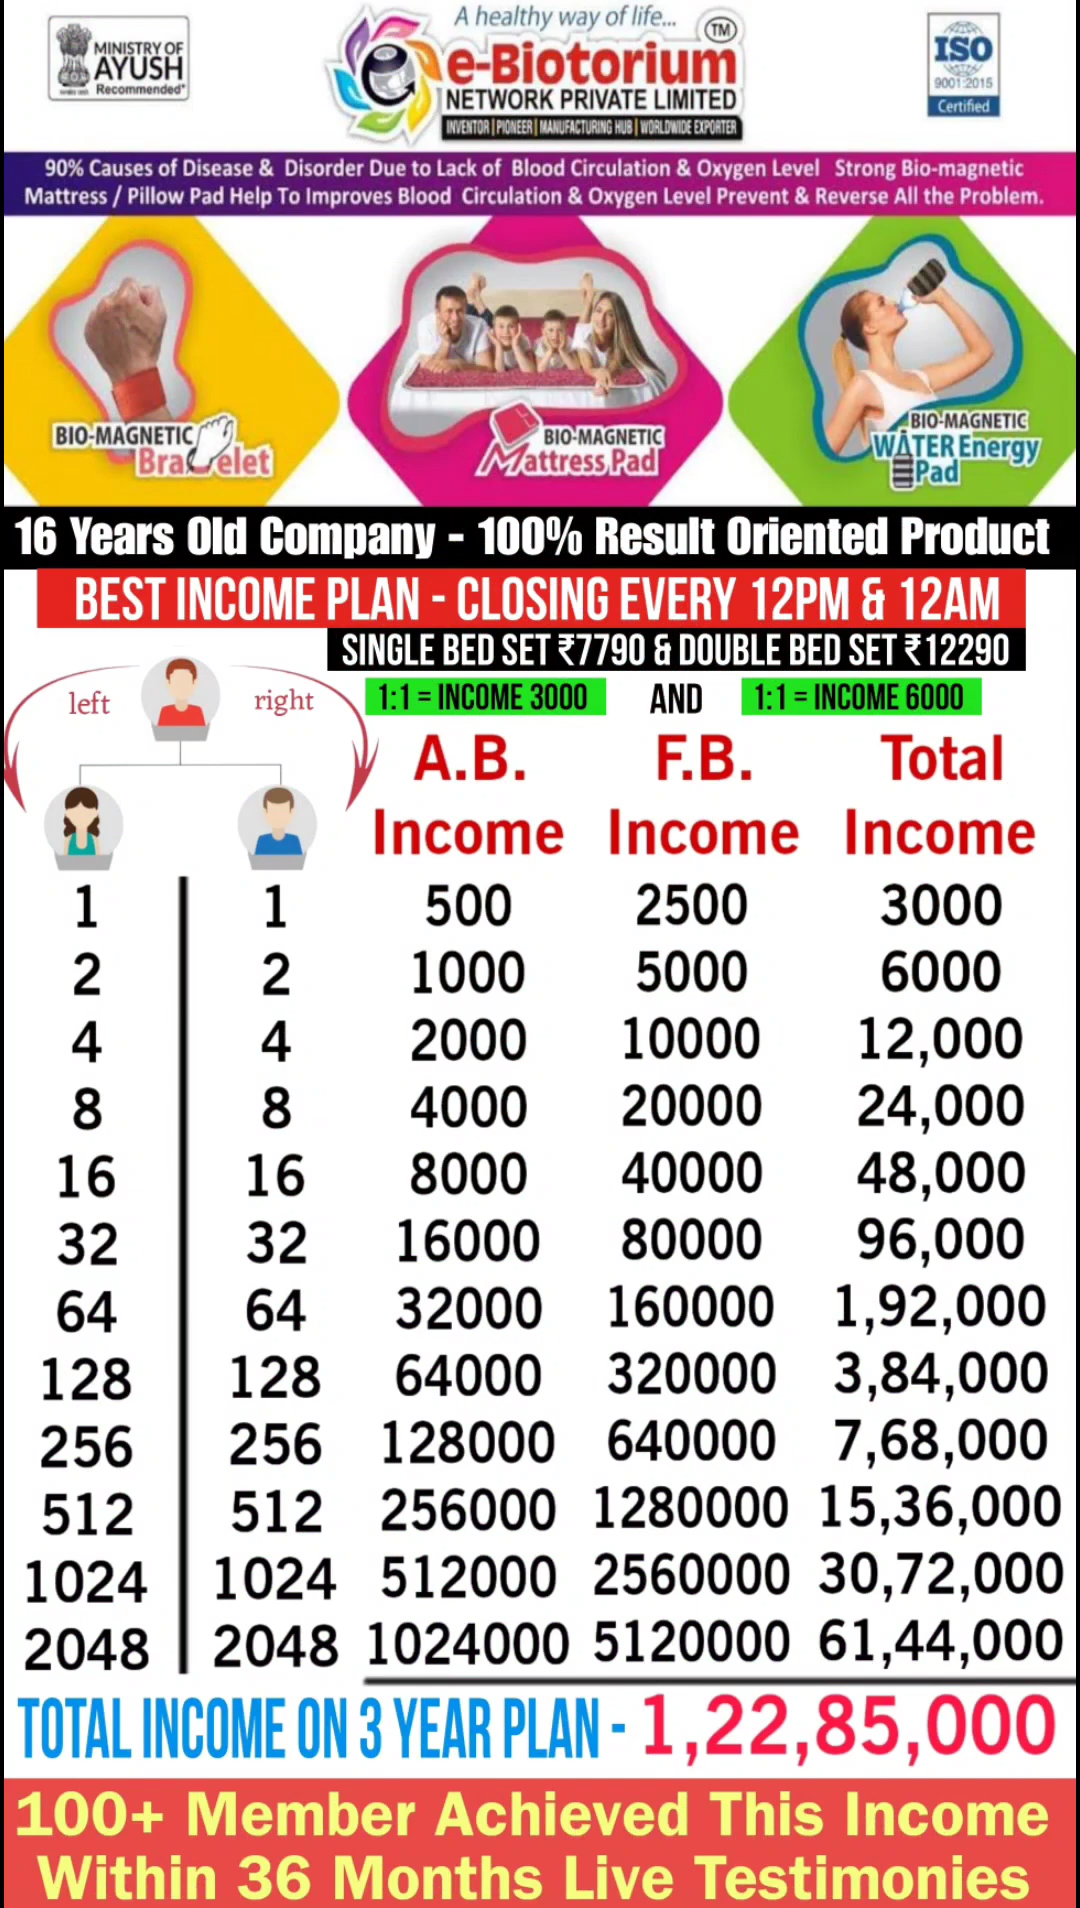 MINISTRY OF
AYUSH
Recommended*
A healthy way of life...
TM
e-Biotorium
NETWORK PRIVATE LIMITED
INVENTOR | PIONEER | MANUFACTURING HUB | WORLDWIDE EXPORTER
ISO
9001:2015
Certified
90% Causes of Disease & Disorder Due to Lack of Blood Circulation & Oxygen Level Strong Bio-magnetic
Mattress / Pillow Pad Help To Improves Blood Circulation & Oxygen Level Prevent & Reverse All the Problem.
BIO-MAGNETIC
Bracelet
BIO-MAGNETIC
Mattress Pad
BIO-MAGNETIC
WATER Energy
Pad
16 Years Old Company - 100% Result Oriented Product
BEST INCOME PLAN - CLOSING EVERY 12PM & 12AM
SINGLE BED SET ₹7790 & DOUBLE BED SET ₹12290
left right 1:1 = INCOME 3000 AND 1:1 = INCOME 6000
A.B. F.B. Total
Income Income Income
1 1 500 2500 3000
2 2 1000 5000 6000
4 4 2000 10000 12,000
8 8 4000 20000 24,000
16 16 8000 40000 48,000
32 32 16000 80000 96,000
64 64 32000 160000 1,92,000
128 128 64000 320000 3,84,000
256 256 128000 640000 7,68,000
512 512 256000 1280000 15,36,000
1024 1024 512000 2560000 30,72,000
2048 2048 1024000 5120000 61,44,000
TOTAL INCOME ON 3 YEAR PLAN - 1,22,85,000
100+ Member Achieved This Income
Within 36 Months Live Testimonies